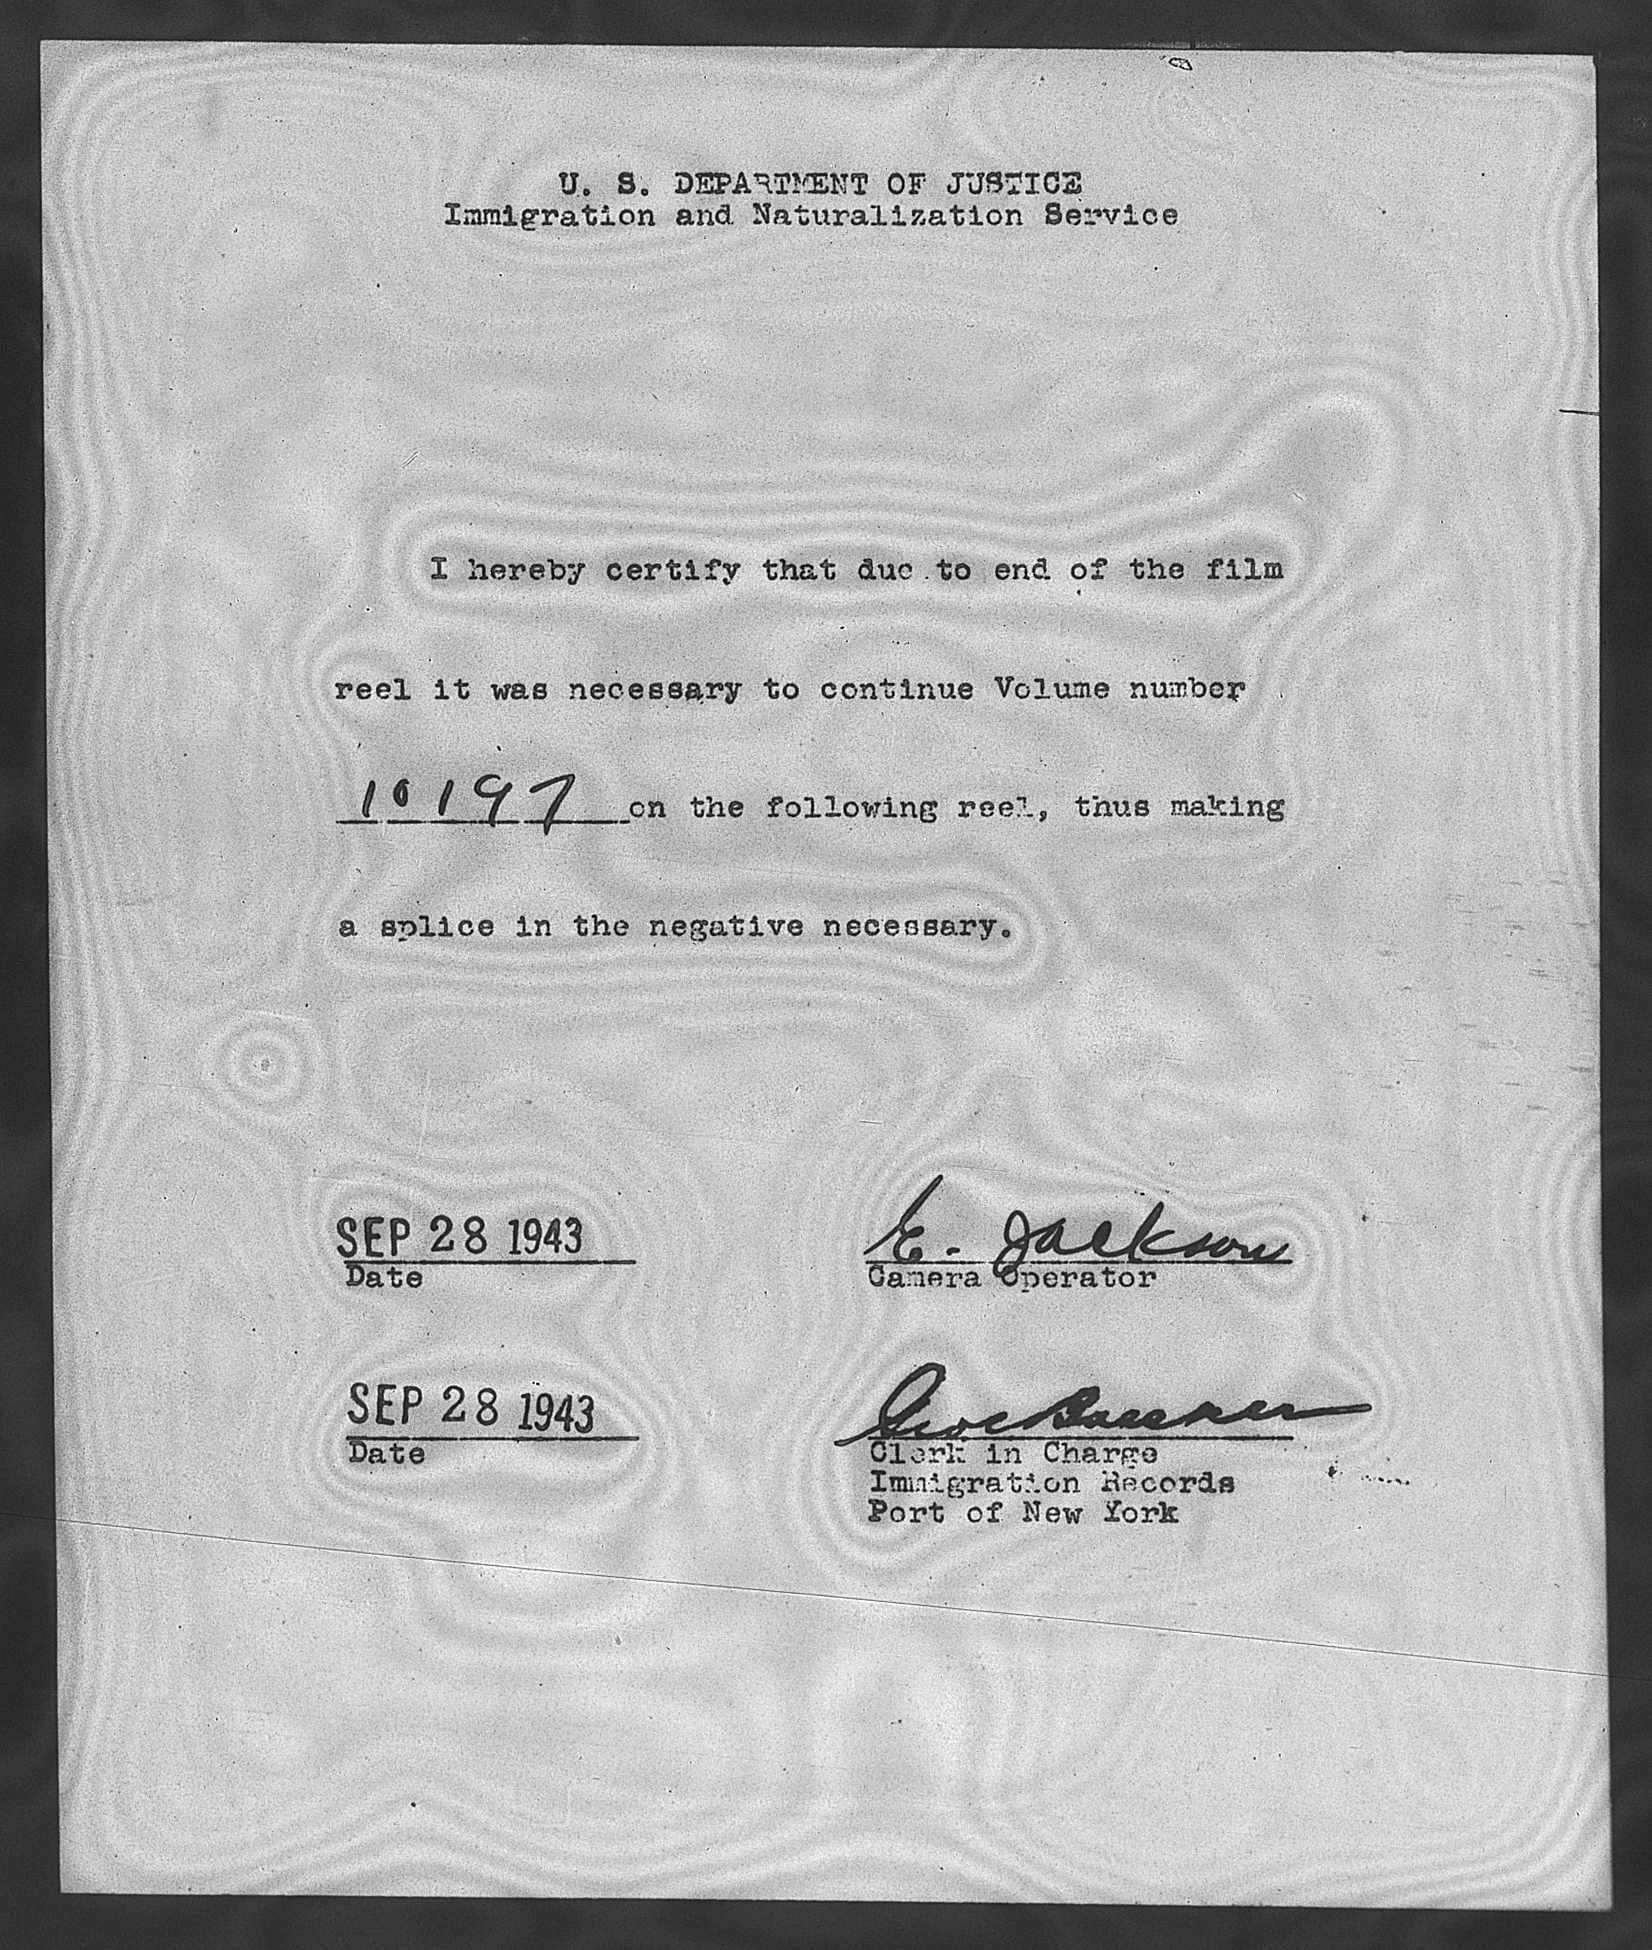 U. S. DEPARTMENT OF JUSTICE
Immigration and Naturalization Service
I hereby certify that due to end of the film
reel it was necessary to continue Volume number
10197 on the following reel, thus making
a splice in the negative necessary.
SEP 28 1943
Date
E. Jackson
Camera Operator
SEP 28 1943
Date
Clerk in Charge
Immigration Records
Port of New York